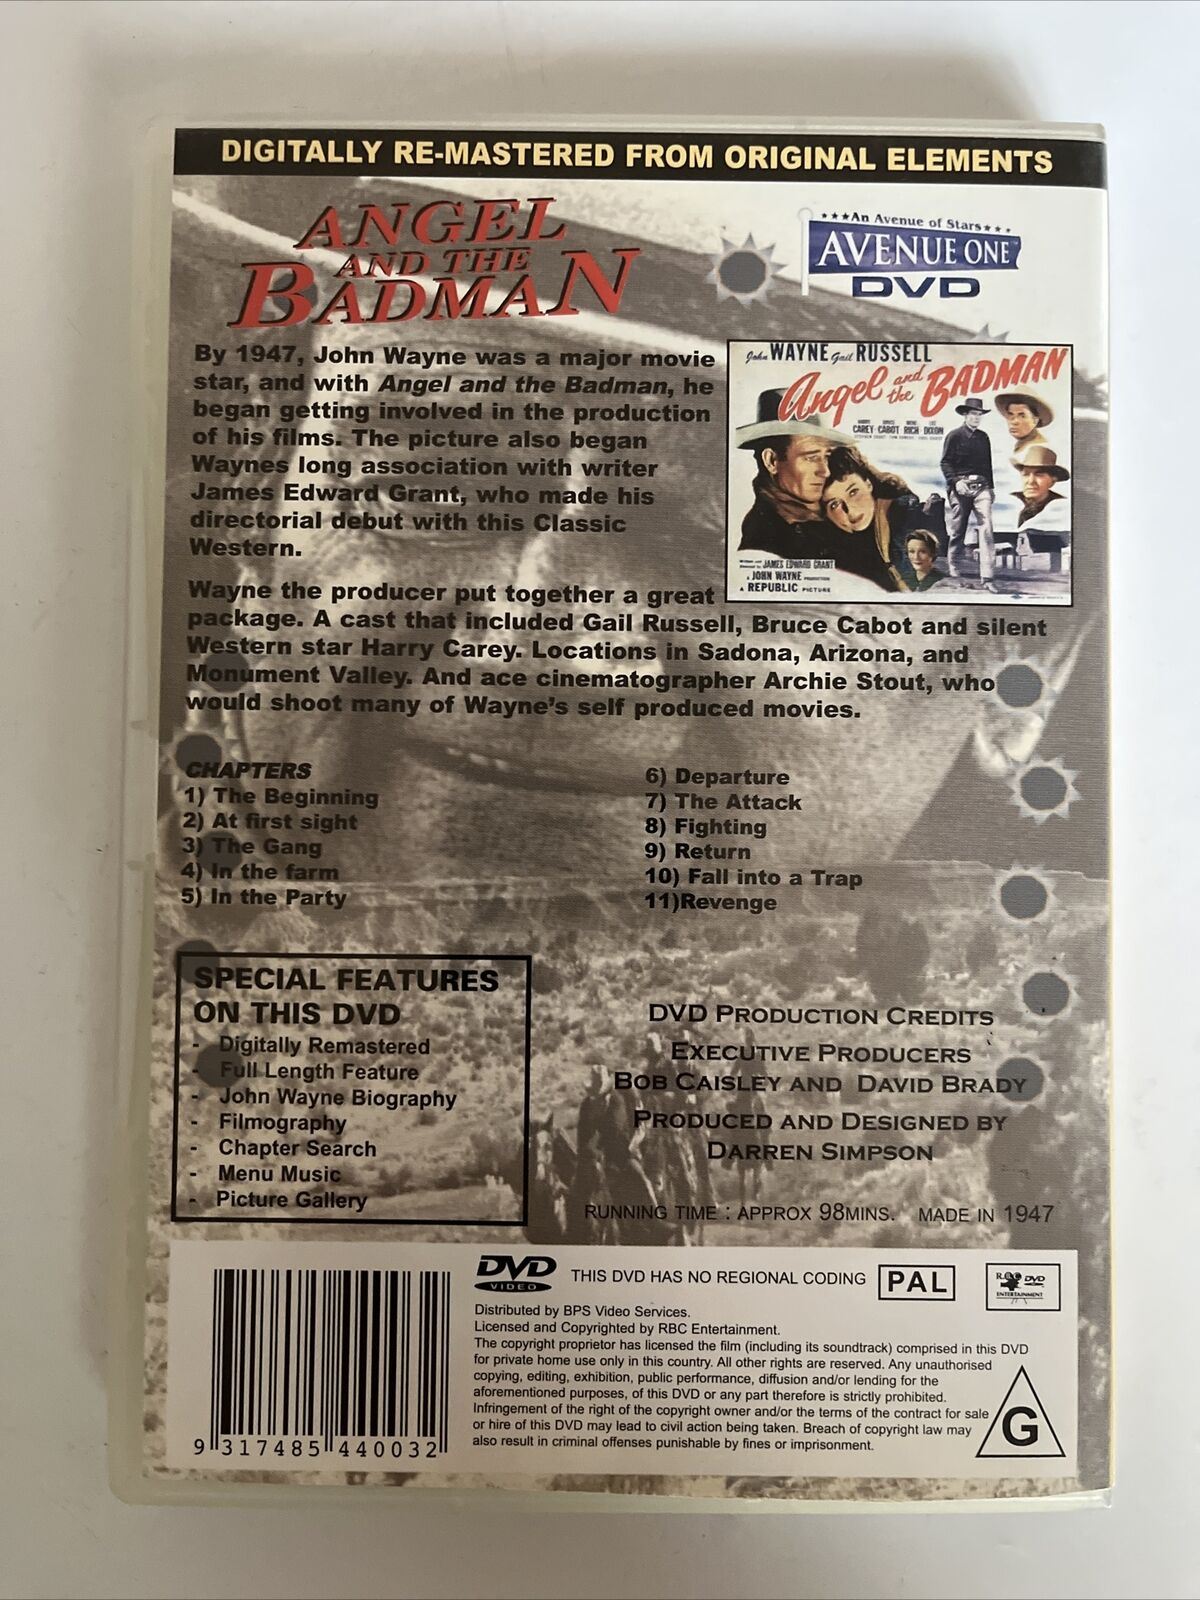 DIGITALLY RE-MASTERED FROM ORIGINAL ELEMENTS
ANGEL
AND THE
BADMAN
An Avenue of Stars
AVENUE ONE™
DVD
By 1947, John Wayne was a major movie
star, and with Angel and the Badman, he
began getting involved in the production
of his films. The picture also began
Waynes long association with writer
James Edward Grant, who made his
directorial debut with this Classic
Western.
John WAYNE Gail RUSSELL
Angel and the BADMAN
HARRY CAREY · BRUCE CABOT · IRENE RICH · LEE DIXON
JAMES EDWARD GRANT
A JOHN WAYNE PRODUCTION
A REPUBLIC PICTURE
Wayne the producer put together a great
package. A cast that included Gail Russell, Bruce Cabot and silent
Western star Harry Carey. Locations in Sadona, Arizona, and
Monument Valley. And ace cinematographer Archie Stout, who
would shoot many of Wayne's self produced movies.
CHAPTERS
1) The Beginning
2) At first sight
3) The Gang
4) In the farm
5) In the Party
6) Departure
7) The Attack
8) Fighting
9) Return
10) Fall into a Trap
11)Revenge
SPECIAL FEATURES
ON THIS DVD
- Digitally Remastered
- Full Length Feature
- John Wayne Biography
- Filmography
- Chapter Search
- Menu Music
- Picture Gallery
DVD PRODUCTION CREDITS
EXECUTIVE PRODUCERS
BOB CAISLEY AND DAVID BRADY
PRODUCED AND DESIGNED BY
DARREN SIMPSON
RUNNING TIME : APPROX 98MINS. MADE IN 1947
9 317485 440032
DVD
VIDEO
THIS DVD HAS NO REGIONAL CODING
PAL
DVD
ENTERTAINMENT
Distributed by BPS Video Services.
Licensed and Copyrighted by RBC Entertainment.
The copyright proprietor has licensed the film (including its soundtrack) comprised in this DVD
for private home use only in this country. All other rights are reserved. Any unauthorised
copying, editing, exhibition, public performance, diffusion and/or lending for the
aforementioned purposes, of this DVD or any part therefore is strictly prohibited.
Infringement of the right of the copyright owner and/or the terms of the contract for sale
or hire of this DVD may lead to civil action being taken. Breach of copyright law may
also result in criminal offenses punishable by fines or imprisonment.
G